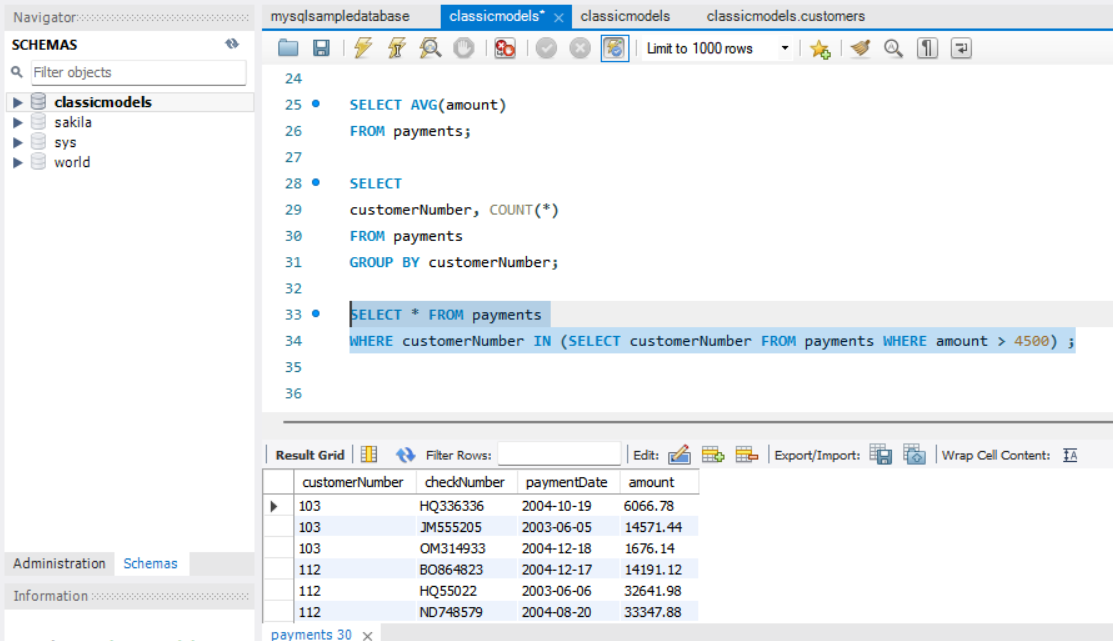 Navigator
SCHEMAS
Filter objects
classicmodels
sakila
sys
world
Administration Schemas
Information
mysqlsampledatabase classicmodels* classicmodels classicmodels.customers
Limit to 1000 rows
24
25 SELECT AVG(amount)
26 FROM payments;
27
28 SELECT
29 customerNumber, COUNT(*)
30 FROM payments
31 GROUP BY customerNumber;
32
33 SELECT * FROM payments
34 WHERE customerNumber IN (SELECT customerNumber FROM payments WHERE amount > 4500) ;
35
36
Result Grid Filter Rows: Edit: Export/Import: Wrap Cell Content: IA
customerNumber checkNumber paymentDate amount
103 HQ336336 2004-10-19 6066.78
103 JM555205 2003-06-05 14571.44
103 OM314933 2004-12-18 1676.14
112 BO864823 2004-12-17 14191.12
112 HQ55022 2003-06-06 32641.98
112 ND748579 2004-08-20 33347.88
payments 30